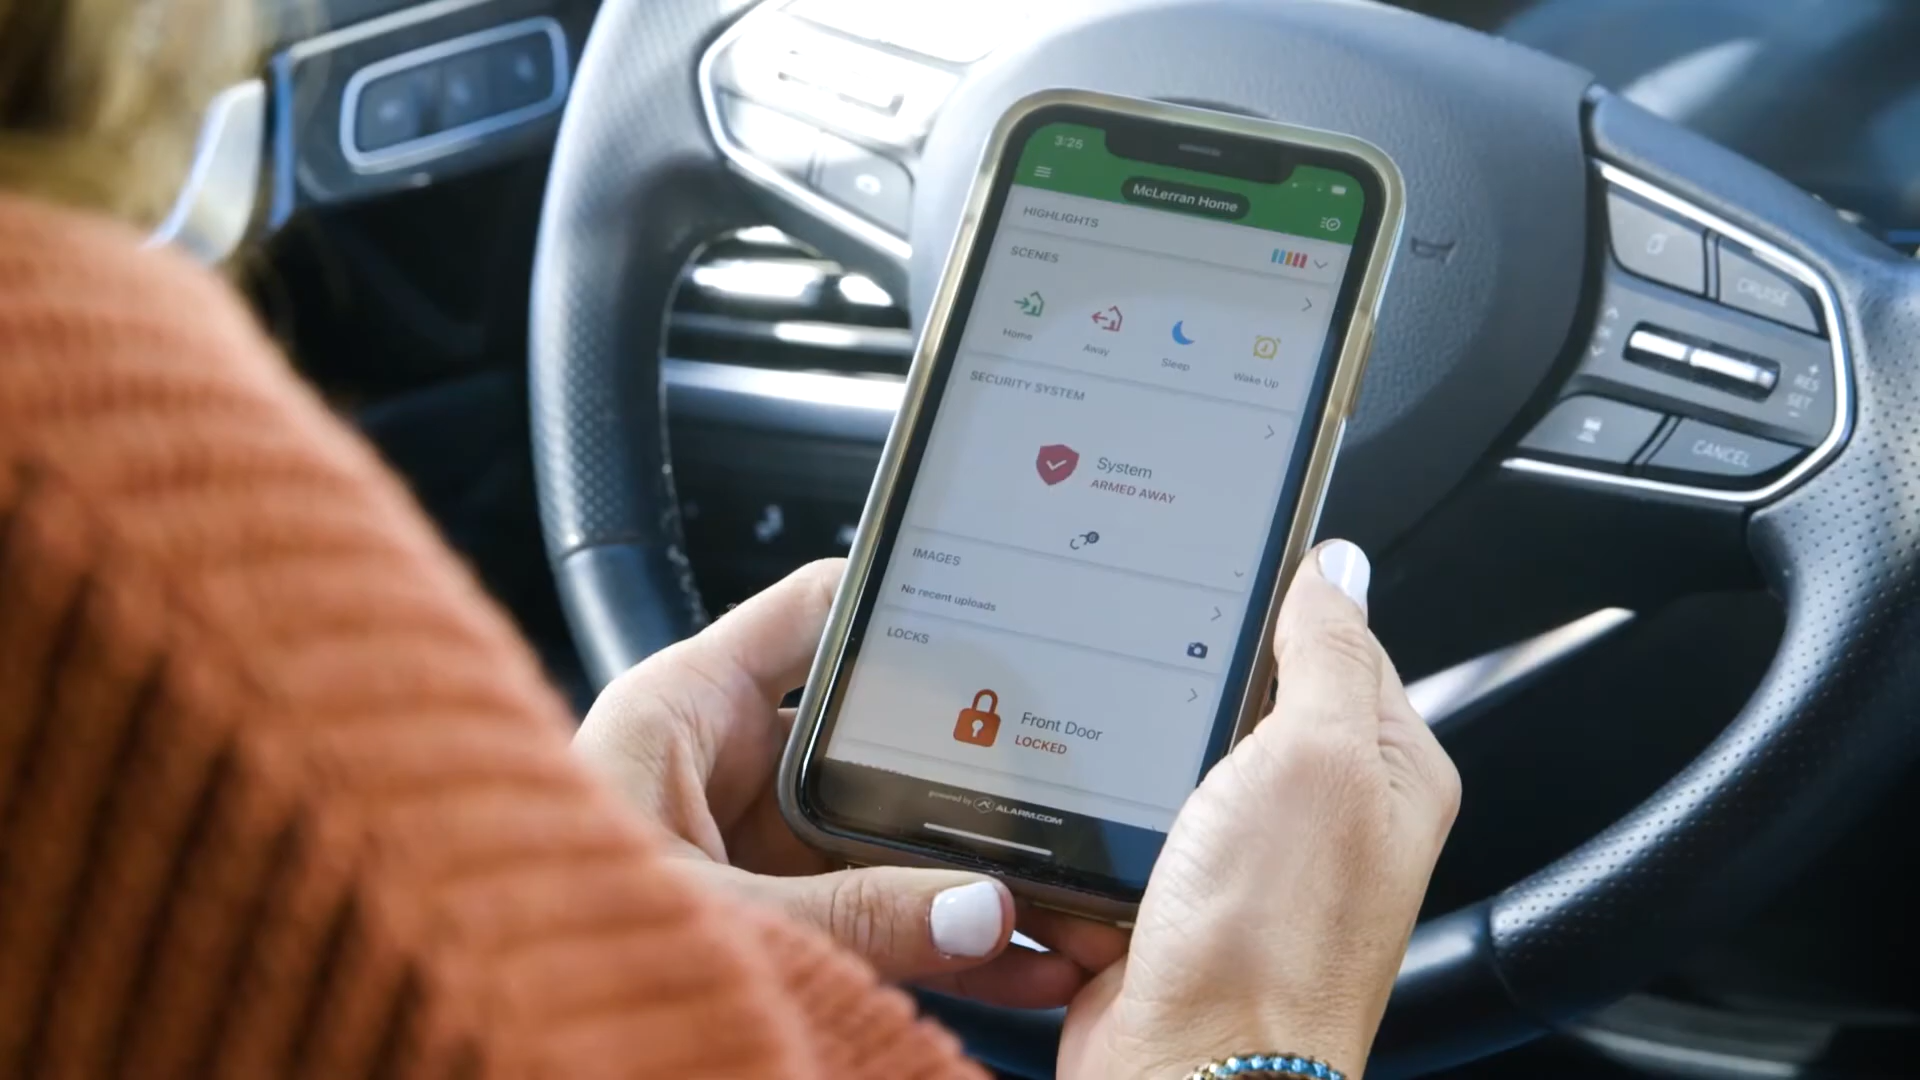 3:25
McLerran Home
HIGHLIGHTS
SCENES
Home
Away
Sleep
Wake Up
SECURITY SYSTEM
System
ARMED AWAY
IMAGES
No recent uploads
LOCKS
Front Door
LOCKED
powered by ALARM.COM
CRUISE
+
RES
SET
-
CANCEL